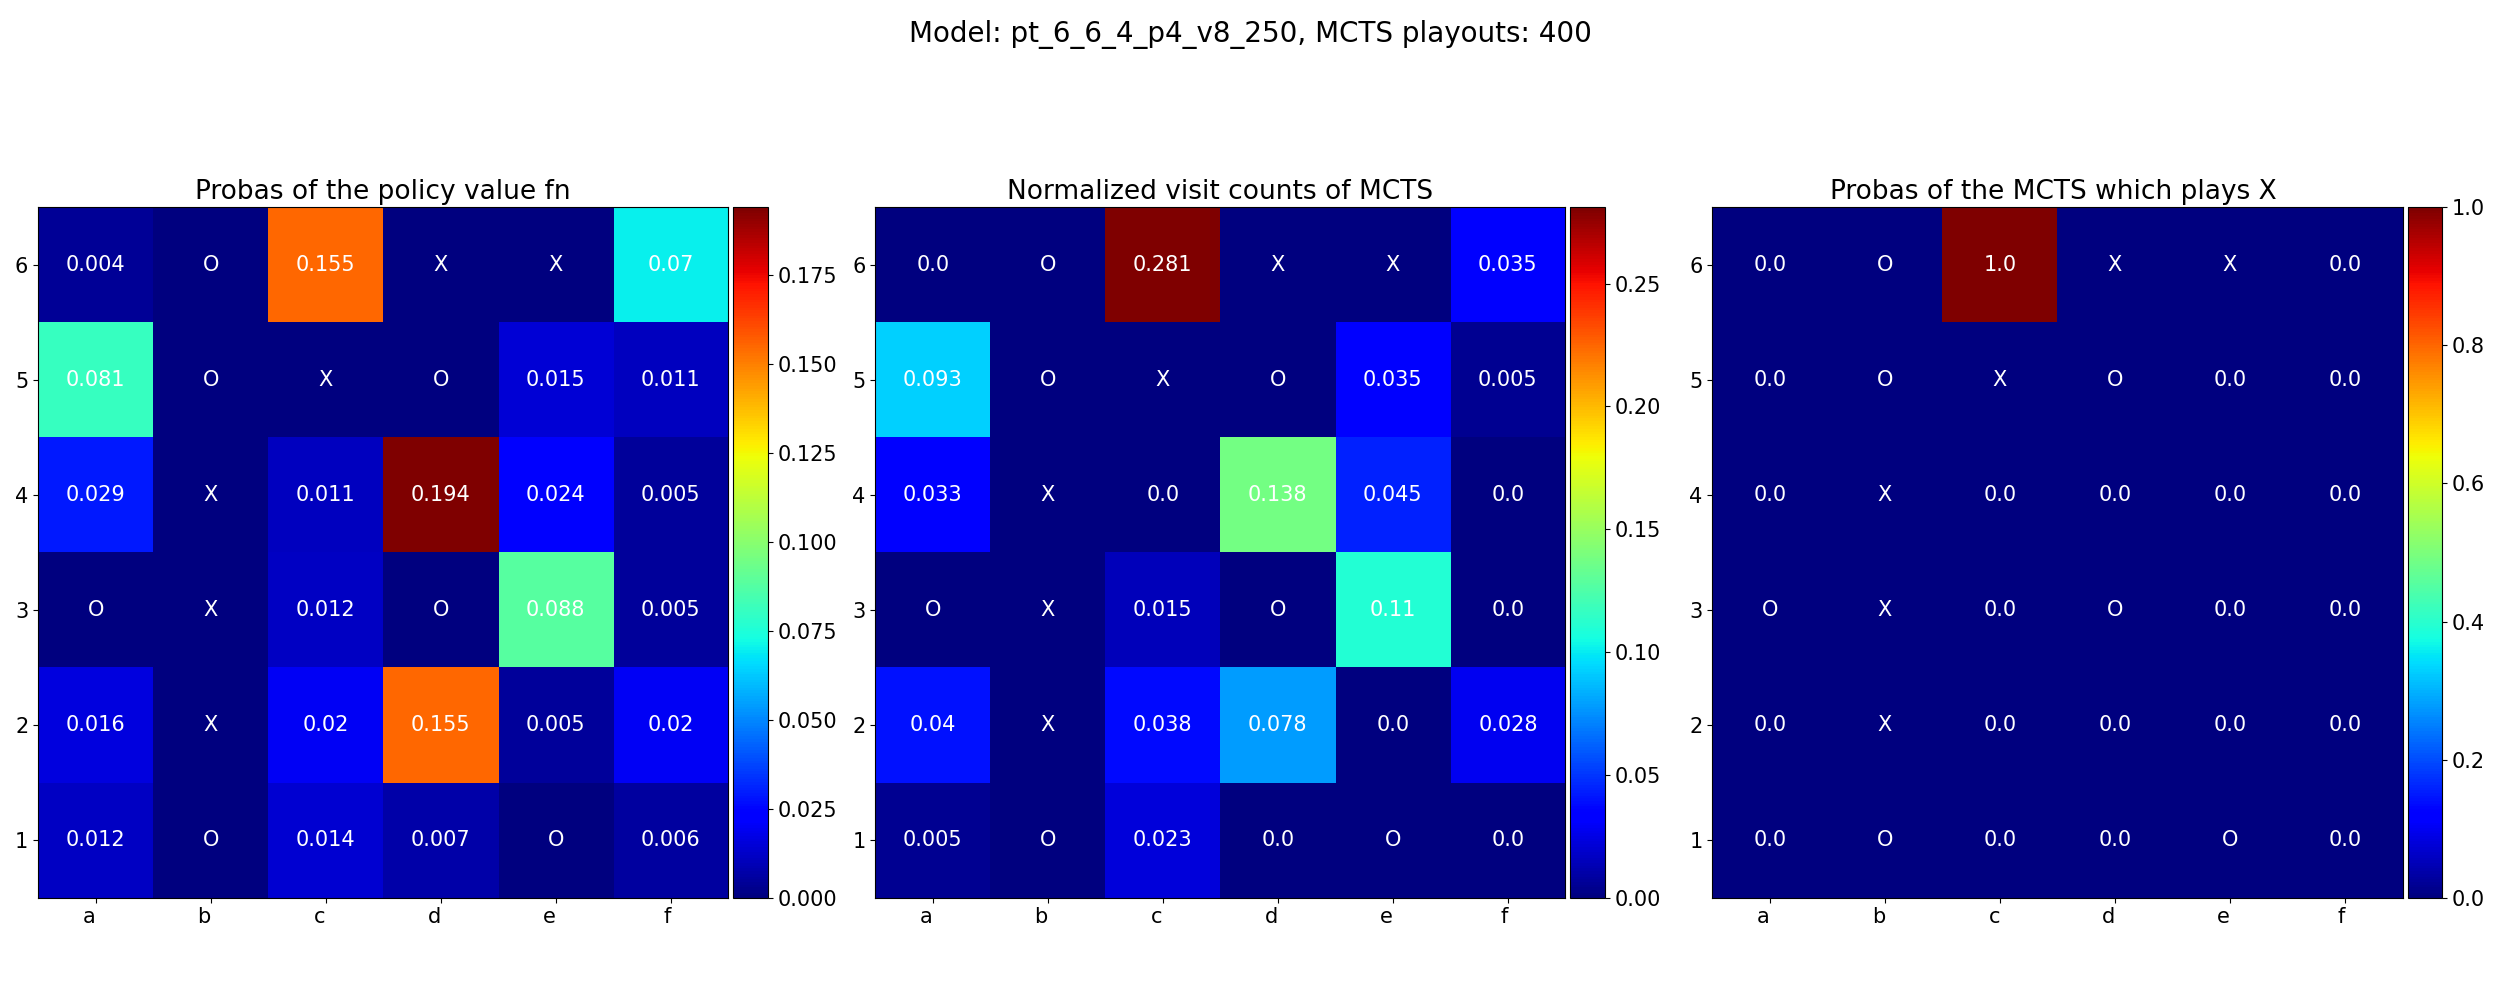 Model: pt_6_6_4_p4_v8_250, MCTS playouts: 400
Probas of the policy value fn
6 0.004 O 0.155 X X 0.07
5 0.081 O X O 0.015 0.011
4 0.029 X 0.011 0.194 0.024 0.005
3 O X 0.012 O 0.088 0.005
2 0.016 X 0.02 0.155 0.005 0.02
1 0.012 O 0.014 0.007 O 0.006
a b c d e f
0.175
0.150
0.125
0.100
0.075
0.050
0.025
0.000
Normalized visit counts of MCTS
6 0.0 O 0.281 X X 0.035
5 0.093 O X O 0.035 0.005
4 0.033 X 0.0 0.138 0.045 0.0
3 O X 0.015 O 0.11 0.0
2 0.04 X 0.038 0.078 0.0 0.028
1 0.005 O 0.023 0.0 O 0.0
a b c d e f
0.25
0.20
0.15
0.10
0.05
0.00
Probas of the MCTS which plays X
6 0.0 O 1.0 X X 0.0
5 0.0 O X O 0.0 0.0
4 0.0 X 0.0 0.0 0.0 0.0
3 O X 0.0 O 0.0 0.0
2 0.0 X 0.0 0.0 0.0 0.0
1 0.0 O 0.0 0.0 O 0.0
a b c d e f
1.0
0.8
0.6
0.4
0.2
0.0